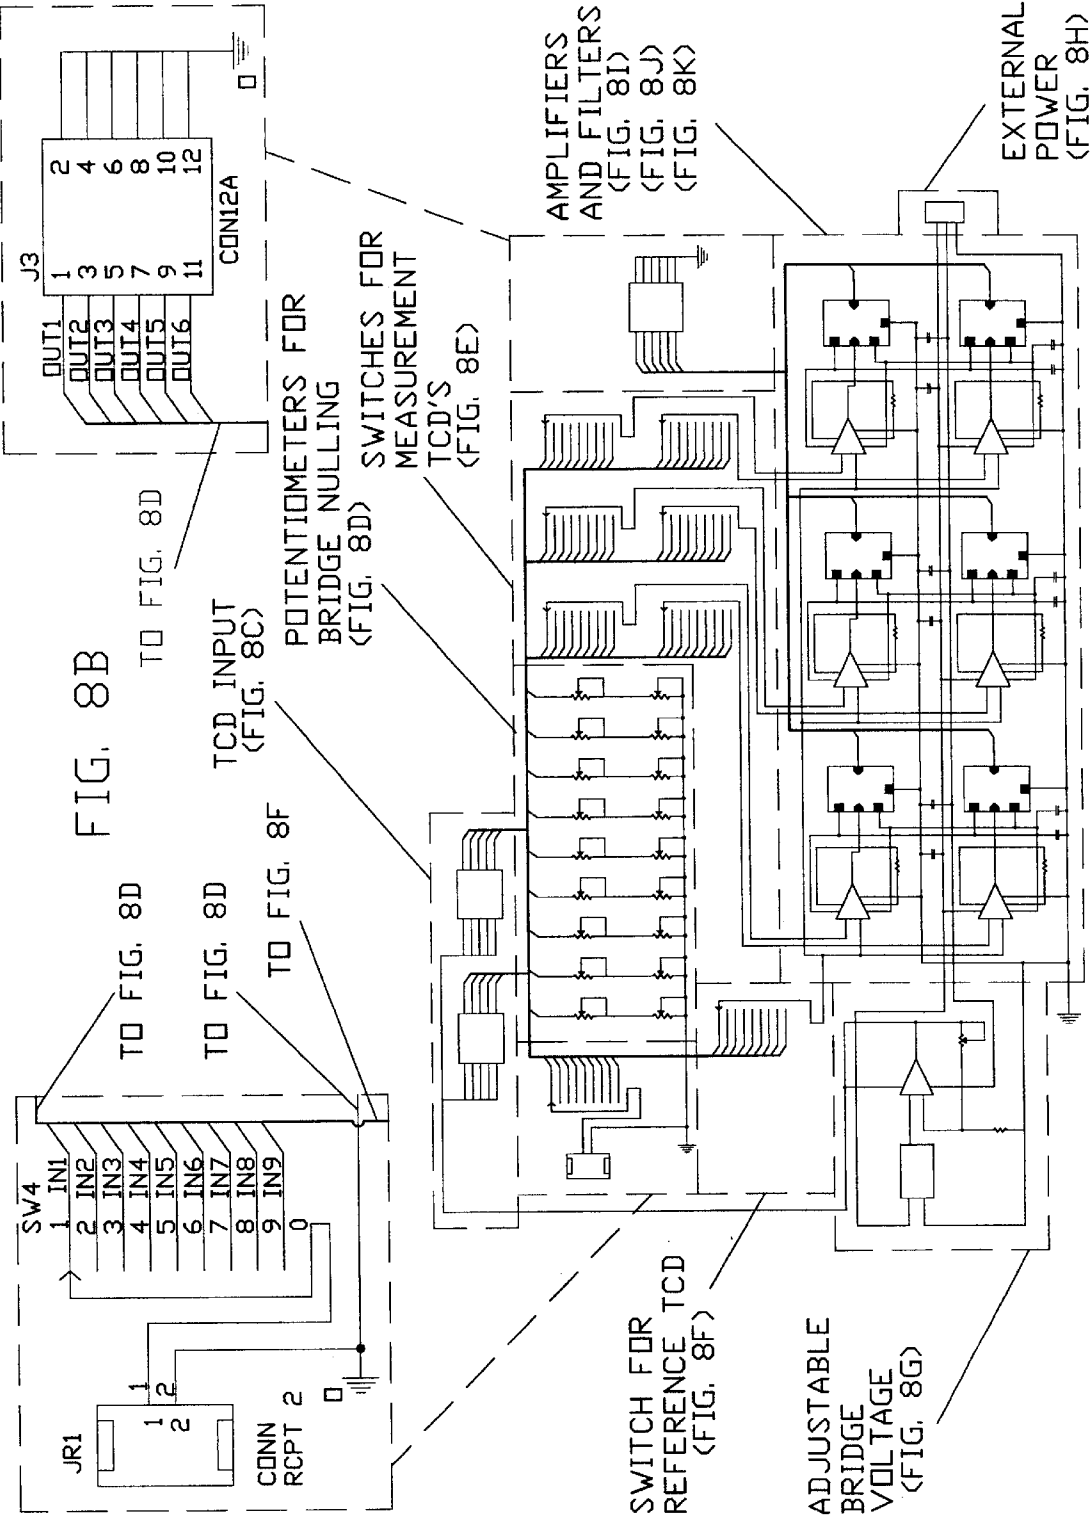 FIG. 8B
SW4
1 IN1
2 IN2
3 IN3
4 IN4
5 IN5
6 IN6
7 IN7
8 IN8
9 IN9
0
TO FIG. 8D
TO FIG. 8D
TO FIG. 8F
JR1
1 1
2 2
CONN
RCPT 2
TO FIG. 8D
OUT1
OUT2
OUT3
OUT4
OUT5
OUT6
J3
1 2
3 4
5 6
7 8
9 10
11 12
CON12A
TCD INPUT
(FIG. 8C)
POTENTIOMETERS FOR
BRIDGE NULLING
(FIG. 8D)
SWITCHES FOR
MEASUREMENT
TCD'S
(FIG. 8E)
AMPLIFIERS
AND FILTERS
(FIG. 8I)
(FIG. 8J)
(FIG. 8K)
SWITCH FOR
REFERENCE TCD
(FIG. 8F)
ADJUSTABLE
BRIDGE
VOLTAGE
(FIG. 8G)
EXTERNAL
POWER
(FIG. 8H)